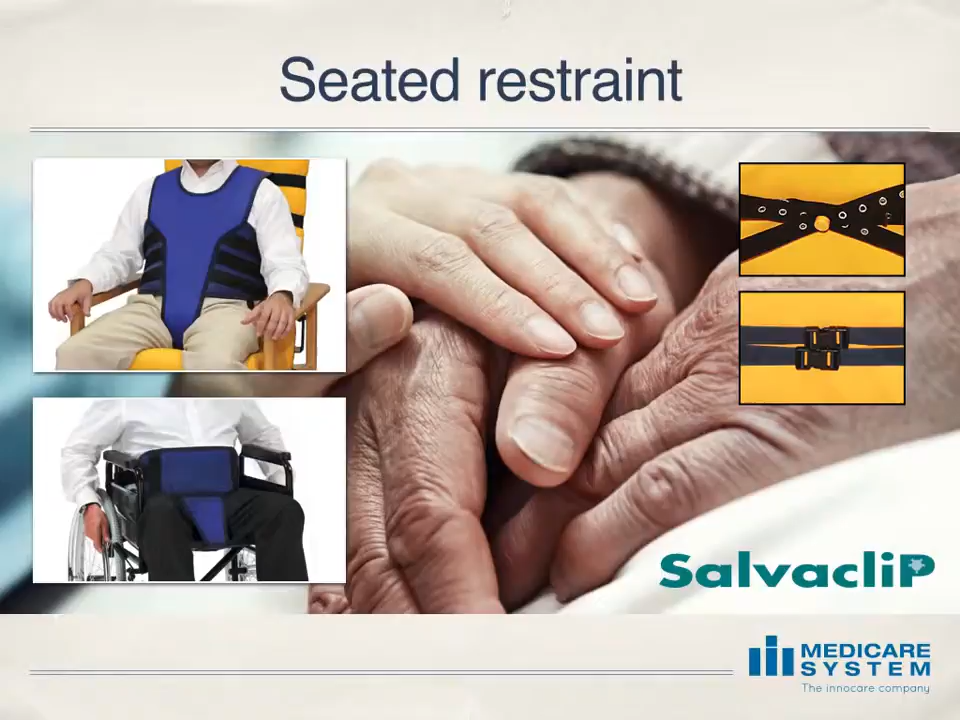 Seated restraint
SalvacliP
MEDICARE
SYSTEM
The innocare company